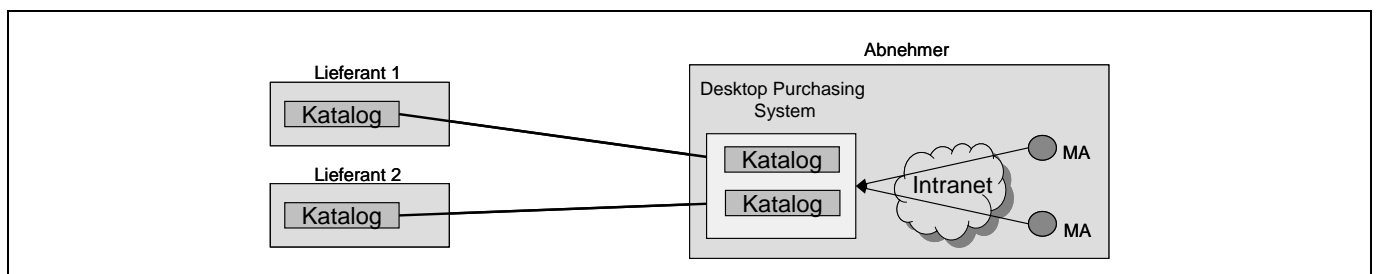 Abnehmer
Lieferant 1
Katalog
Lieferant 2
Katalog
Desktop Purchasing
System
Katalog
Katalog
Intranet
MA
MA